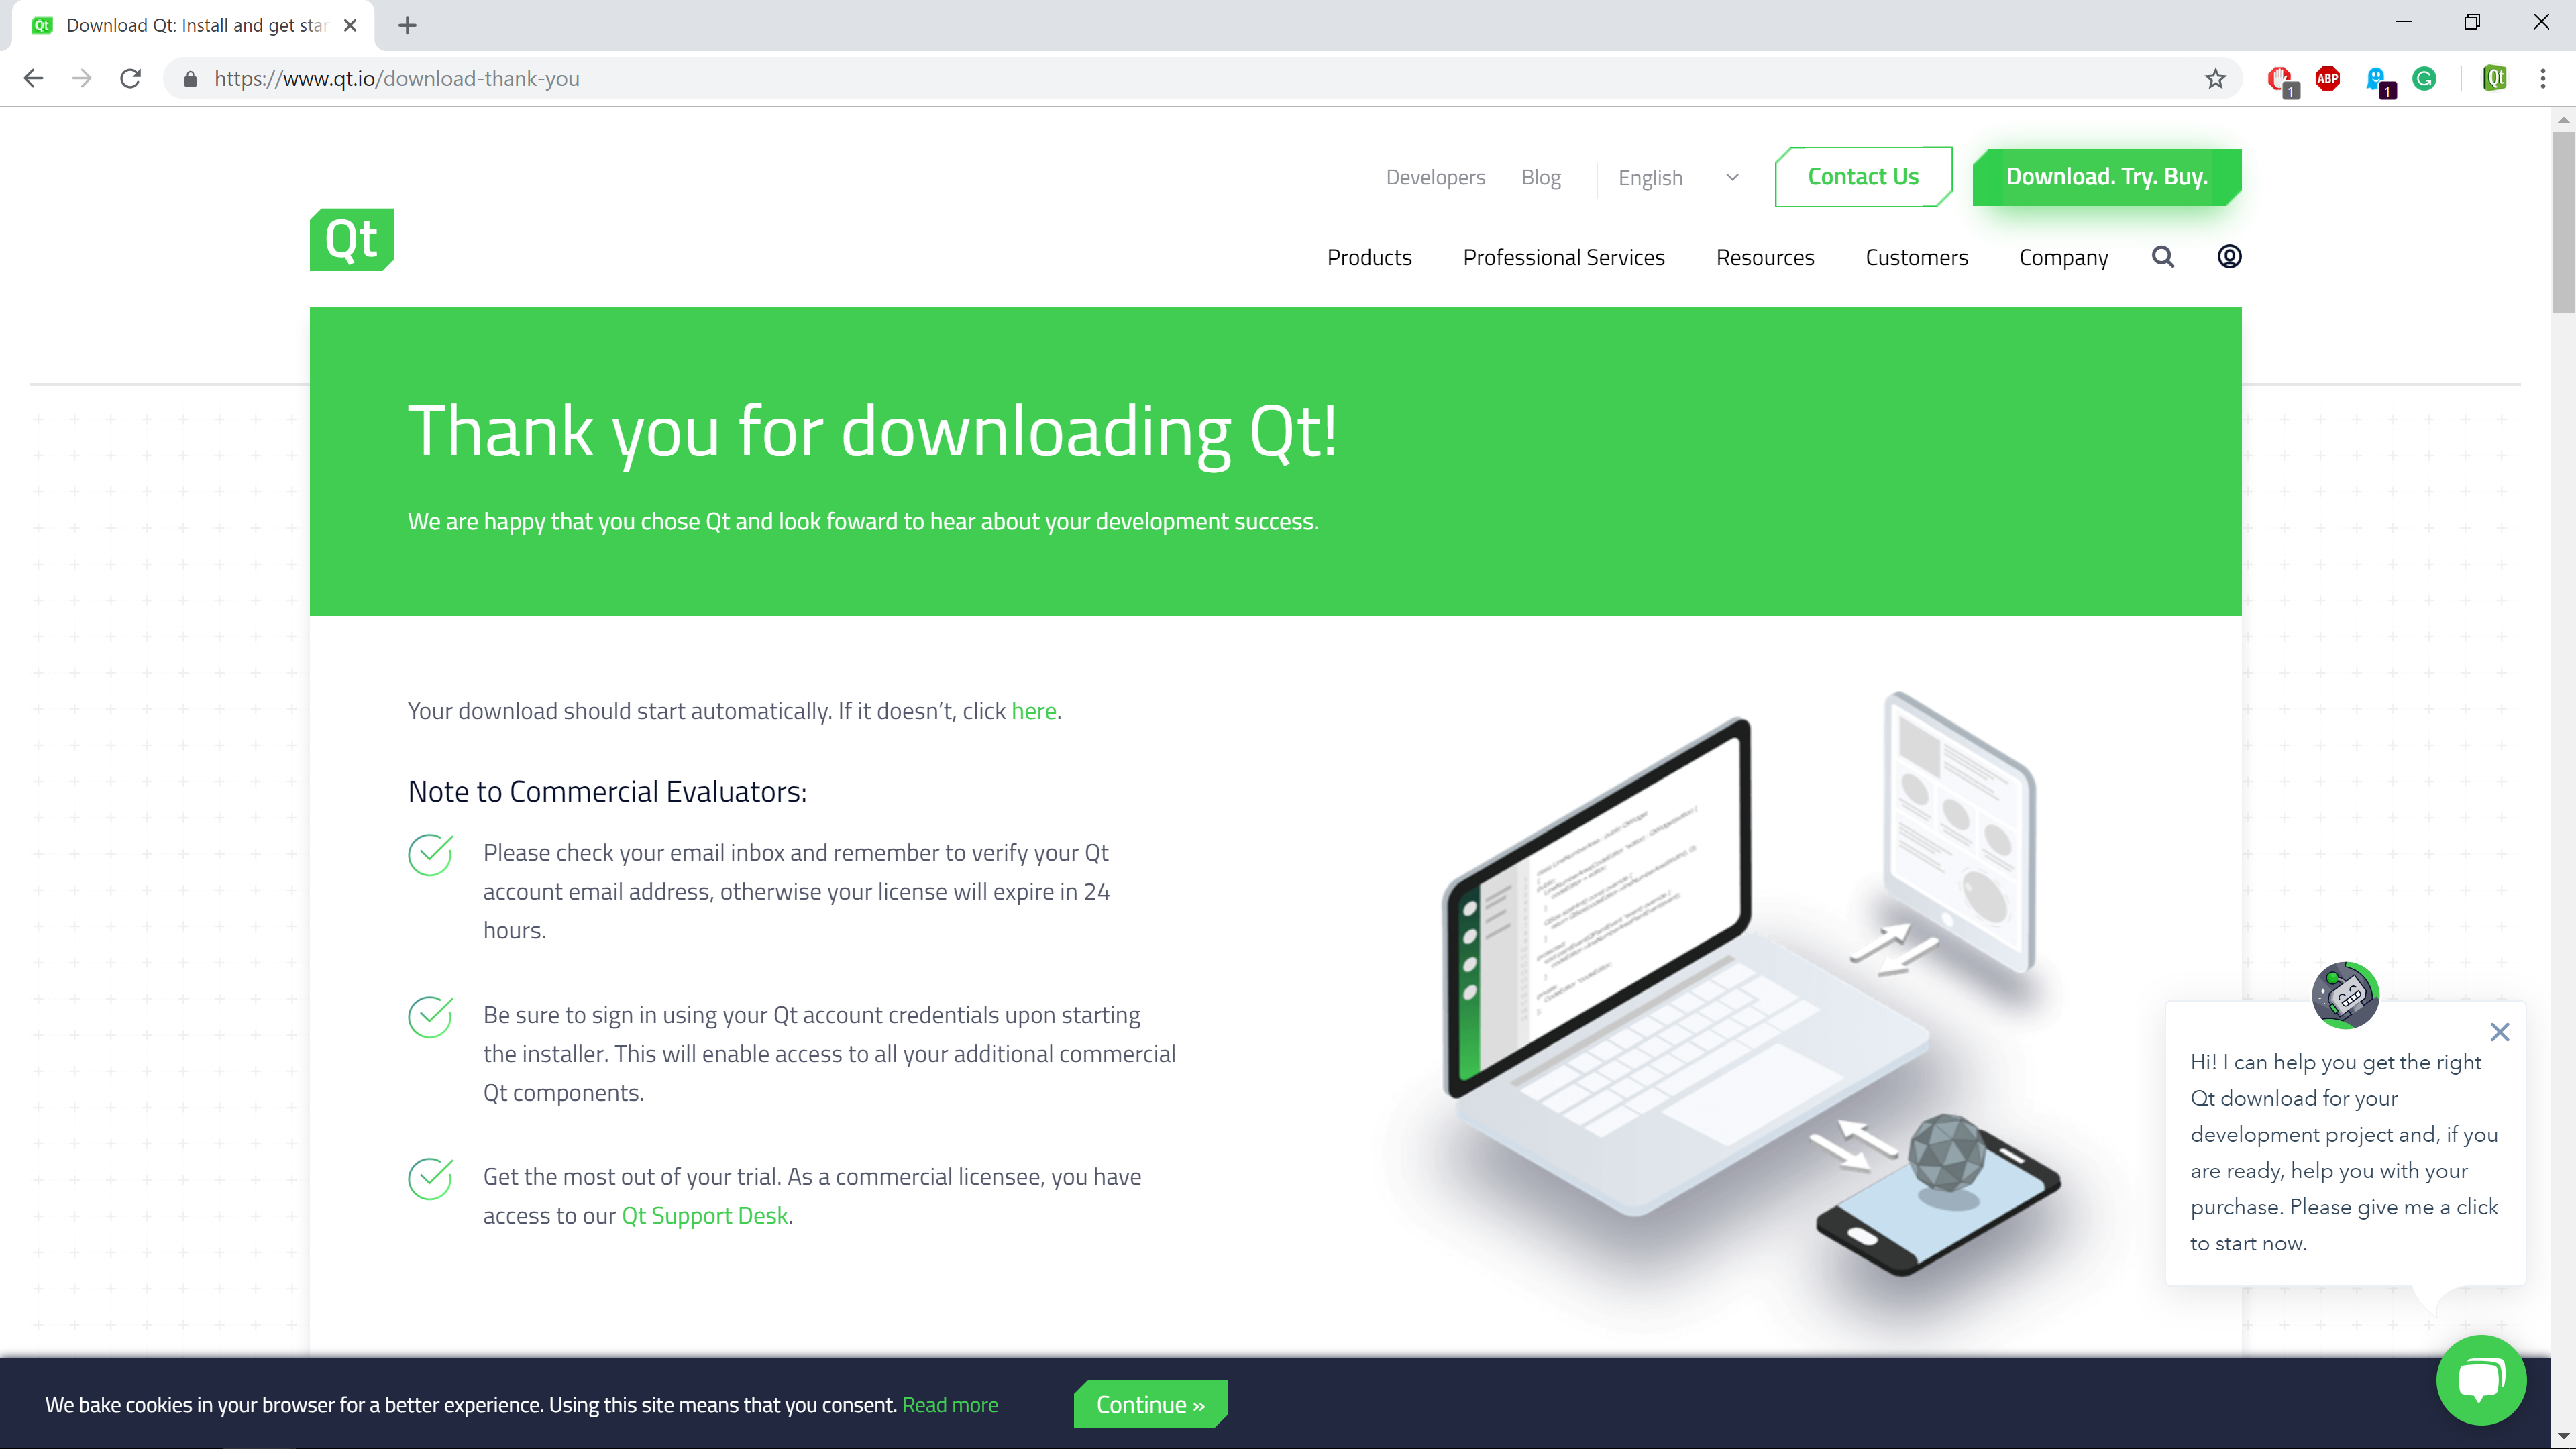 Qt Download Qt: Install and get star
https://www.qt.io/download-thank-you
1 ABP 1 G Qt
Developers Blog English Contact Us Download. Try. Buy.
Qt
Products Professional Services Resources Customers Company
Thank you for downloading Qt!
We are happy that you chose Qt and look foward to hear about your development success.
Your download should start automatically. If it doesn’t, click here.
Note to Commercial Evaluators:
Please check your email inbox and remember to verify your Qt
account email address, otherwise your license will expire in 24
hours.
Be sure to sign in using your Qt account credentials upon starting
the installer. This will enable access to all your additional commercial
Qt components.
Get the most out of your trial. As a commercial licensee, you have
access to our Qt Support Desk.
Hi! I can help you get the right
Qt download for your
development project and, if you
are ready, help you with your
purchase. Please give me a click
to start now.
We bake cookies in your browser for a better experience. Using this site means that you consent. Read more
Continue »